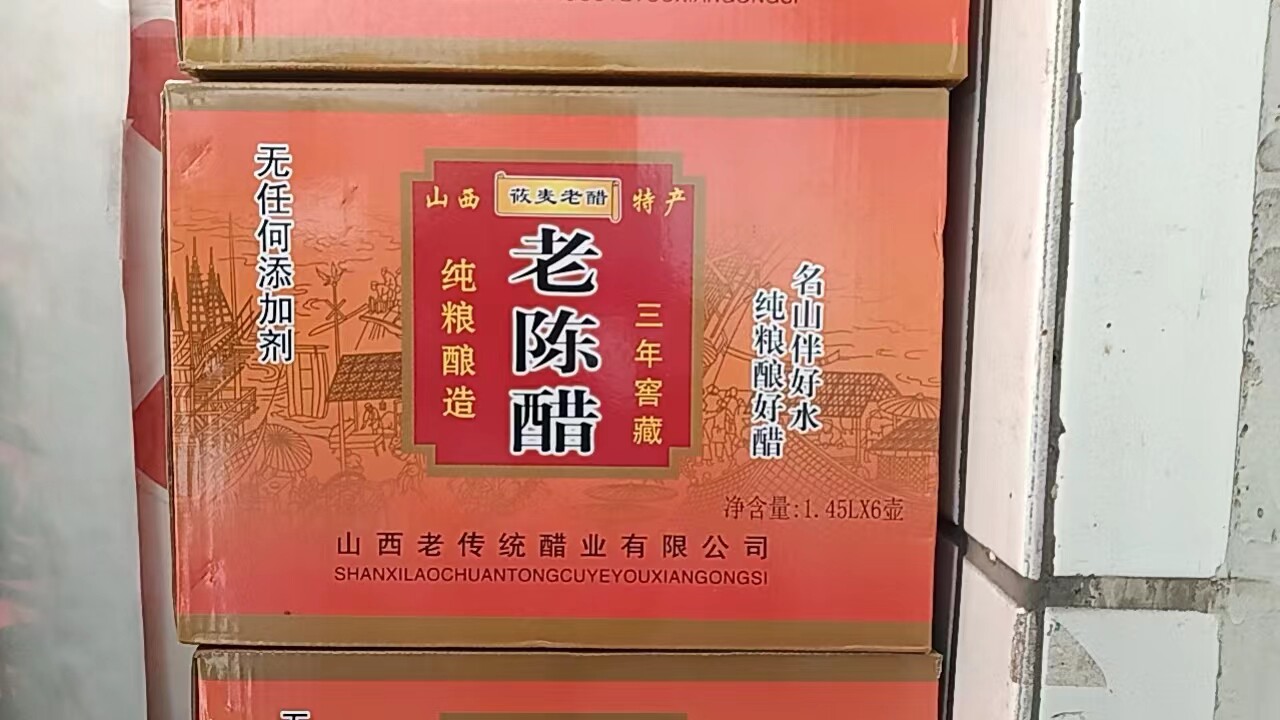 无任何添加剂
山西
莜麦老醋
特产
纯粮酿造
老陈醋
三年窖藏
名山伴好水
纯粮酿好醋
净含量:1.45LX6壶
山西老传统醋业有限公司
SHANXILAOCHUANTONGCUYEYOUXIANGONGSI
无